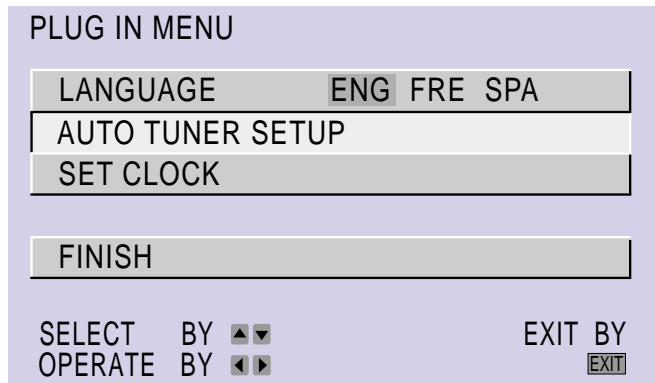 PLUG IN MENU
LANGUAGE ENG FRE SPA
AUTO TUNER SETUP
SET CLOCK
FINISH
SELECT BY ▲▼ EXIT BY
OPERATE BY ◀▶ EXIT